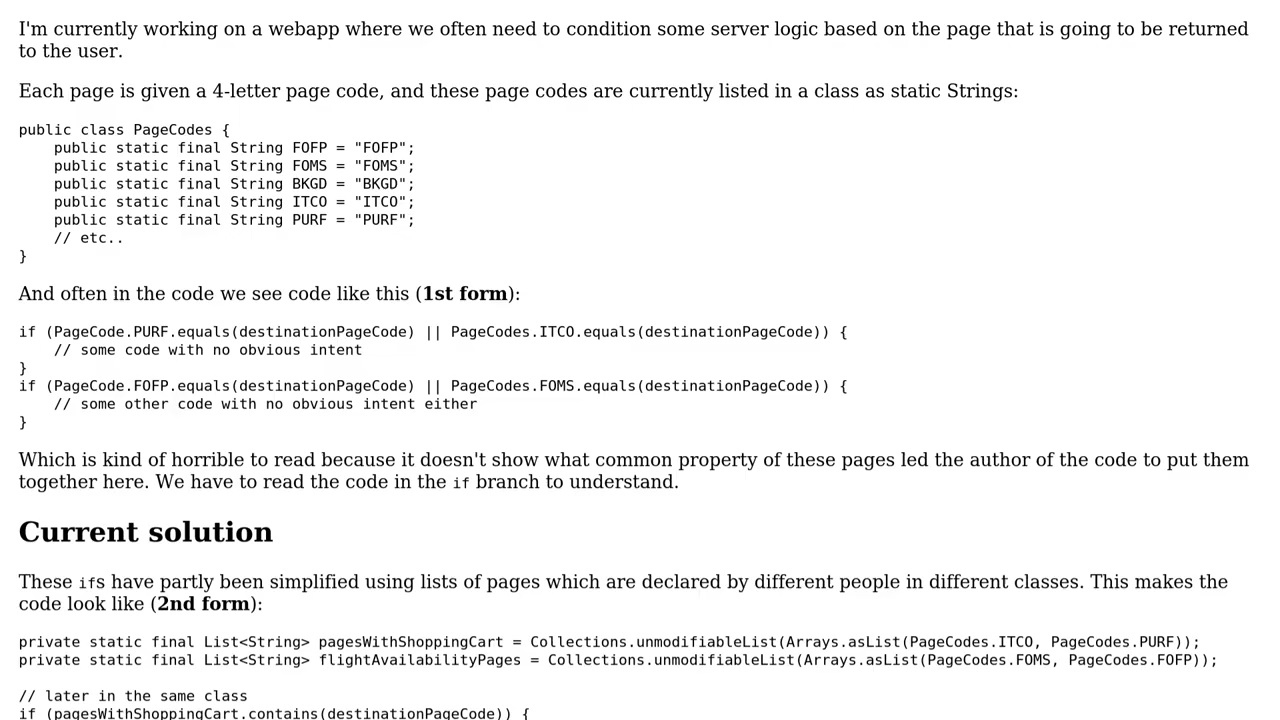 I'm currently working on a webapp where we often need to condition some server logic based on the page that is going to be returned
to the user.
Each page is given a 4-letter page code, and these page codes are currently listed in a class as static Strings:
public class PageCodes {
    public static final String FOFP = "FOFP";
    public static final String FOMS = "FOMS";
    public static final String BKGD = "BKGD";
    public static final String ITCO = "ITCO";
    public static final String PURF = "PURF";
    // etc..
}
And often in the code we see code like this (1st form):
if (PageCode.PURF.equals(destinationPageCode) || PageCodes.ITCO.equals(destinationPageCode)) {
    // some code with no obvious intent
}
if (PageCode.FOFP.equals(destinationPageCode) || PageCodes.FOMS.equals(destinationPageCode)) {
    // some other code with no obvious intent either
}
Which is kind of horrible to read because it doesn't show what common property of these pages led the author of the code to put them
together here. We have to read the code in the if branch to understand.
Current solution
These ifs have partly been simplified using lists of pages which are declared by different people in different classes. This makes the
code look like (2nd form):
private static final List<String> pagesWithShoppingCart = Collections.unmodifiableList(Arrays.asList(PageCodes.ITCO, PageCodes.PURF));
private static final List<String> flightAvailabilityPages = Collections.unmodifiableList(Arrays.asList(PageCodes.FOMS, PageCodes.FOFP));
// later in the same class
if (pagesWithShoppingCart.contains(destinationPageCode)) {